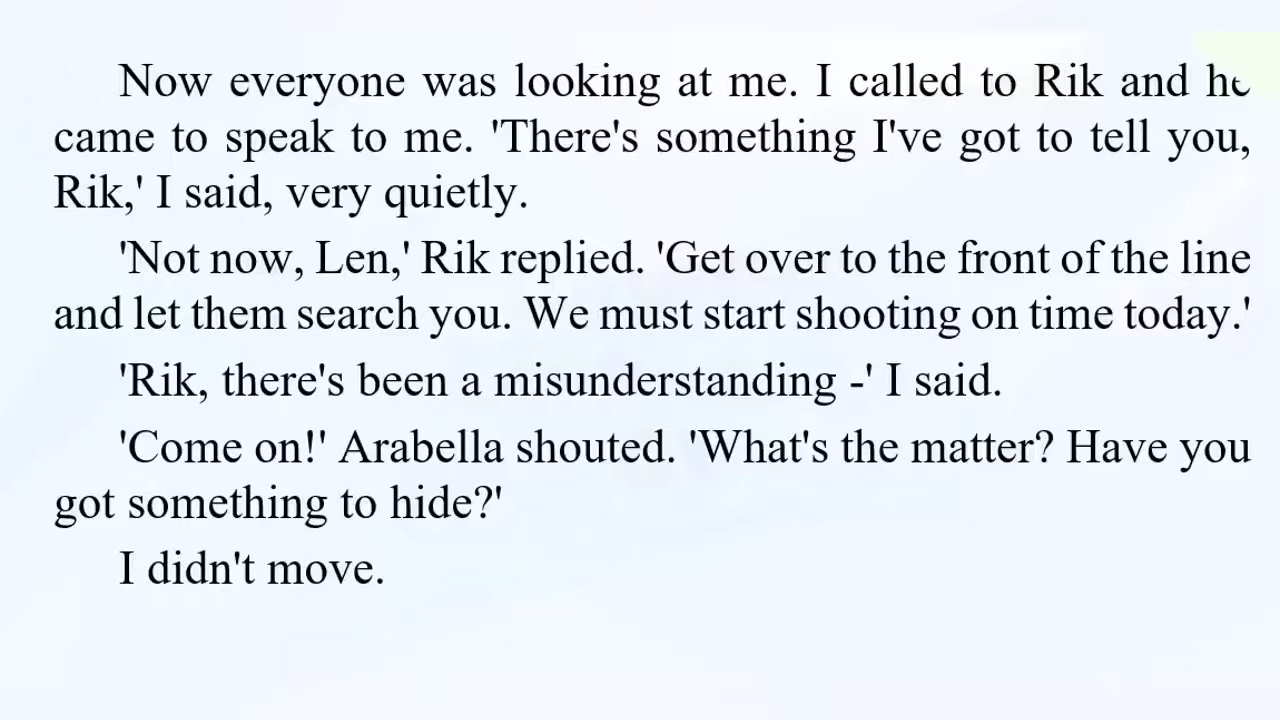 Now everyone was looking at me. I called to Rik and he
came to speak to me. 'There's something I've got to tell you,
Rik,' I said, very quietly.
'Not now, Len,' Rik replied. 'Get over to the front of the line
and let them search you. We must start shooting on time today.'
'Rik, there's been a misunderstanding -' I said.
'Come on!' Arabella shouted. 'What's the matter? Have you
got something to hide?'
I didn't move.